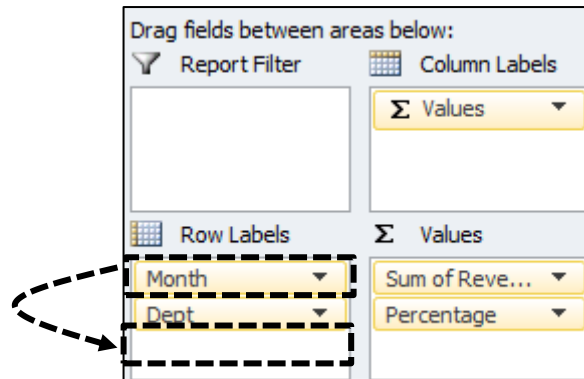 Drag fields between areas below:
Report Filter
Column Labels
Σ Values
Row Labels
Σ Values
Month
Sum of Reve...
Dept
Percentage